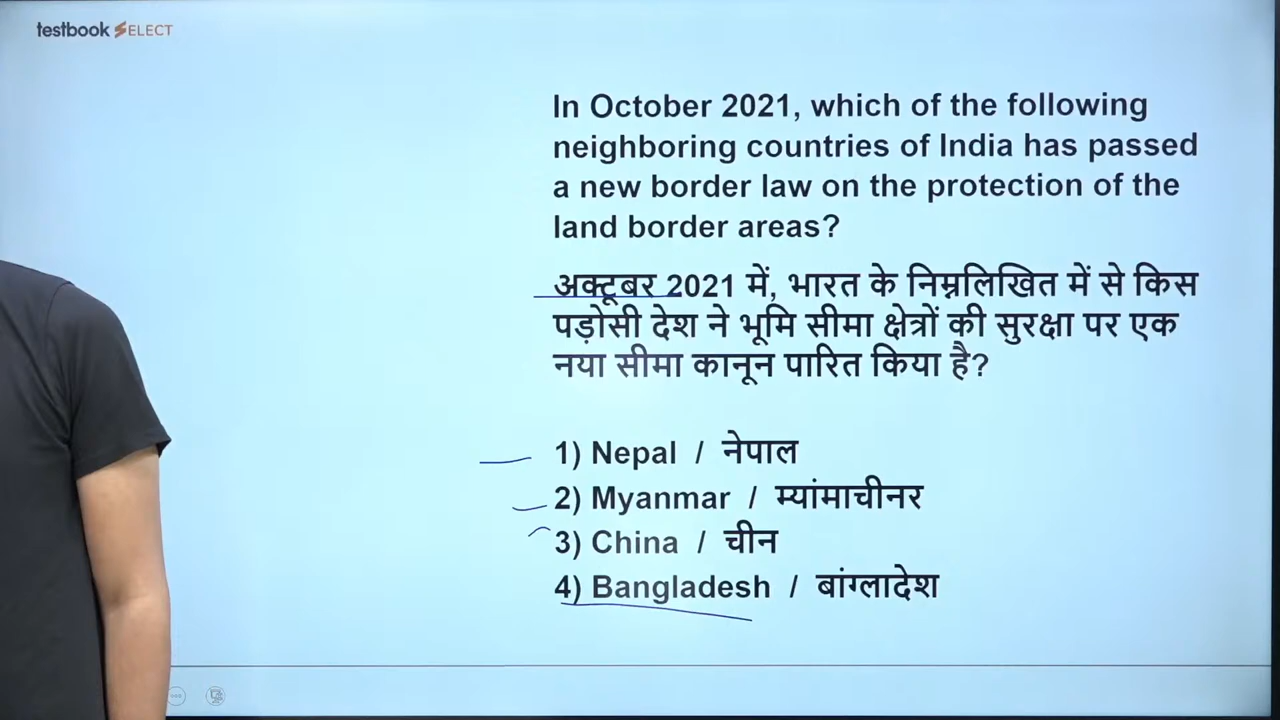 testbook SELECT
In October 2021, which of the following
neighboring countries of India has passed
a new border law on the protection of the
land border areas?
अक्टूबर 2021 में, भारत के निम्नलिखित में से किस
पड़ोसी देश ने भूमि सीमा क्षेत्रों की सुरक्षा पर एक
नया सीमा कानून पारित किया है?
1) Nepal / नेपाल
2) Myanmar / म्यांमाचीनर
3) China / चीन
4) Bangladesh / बांग्लादेश